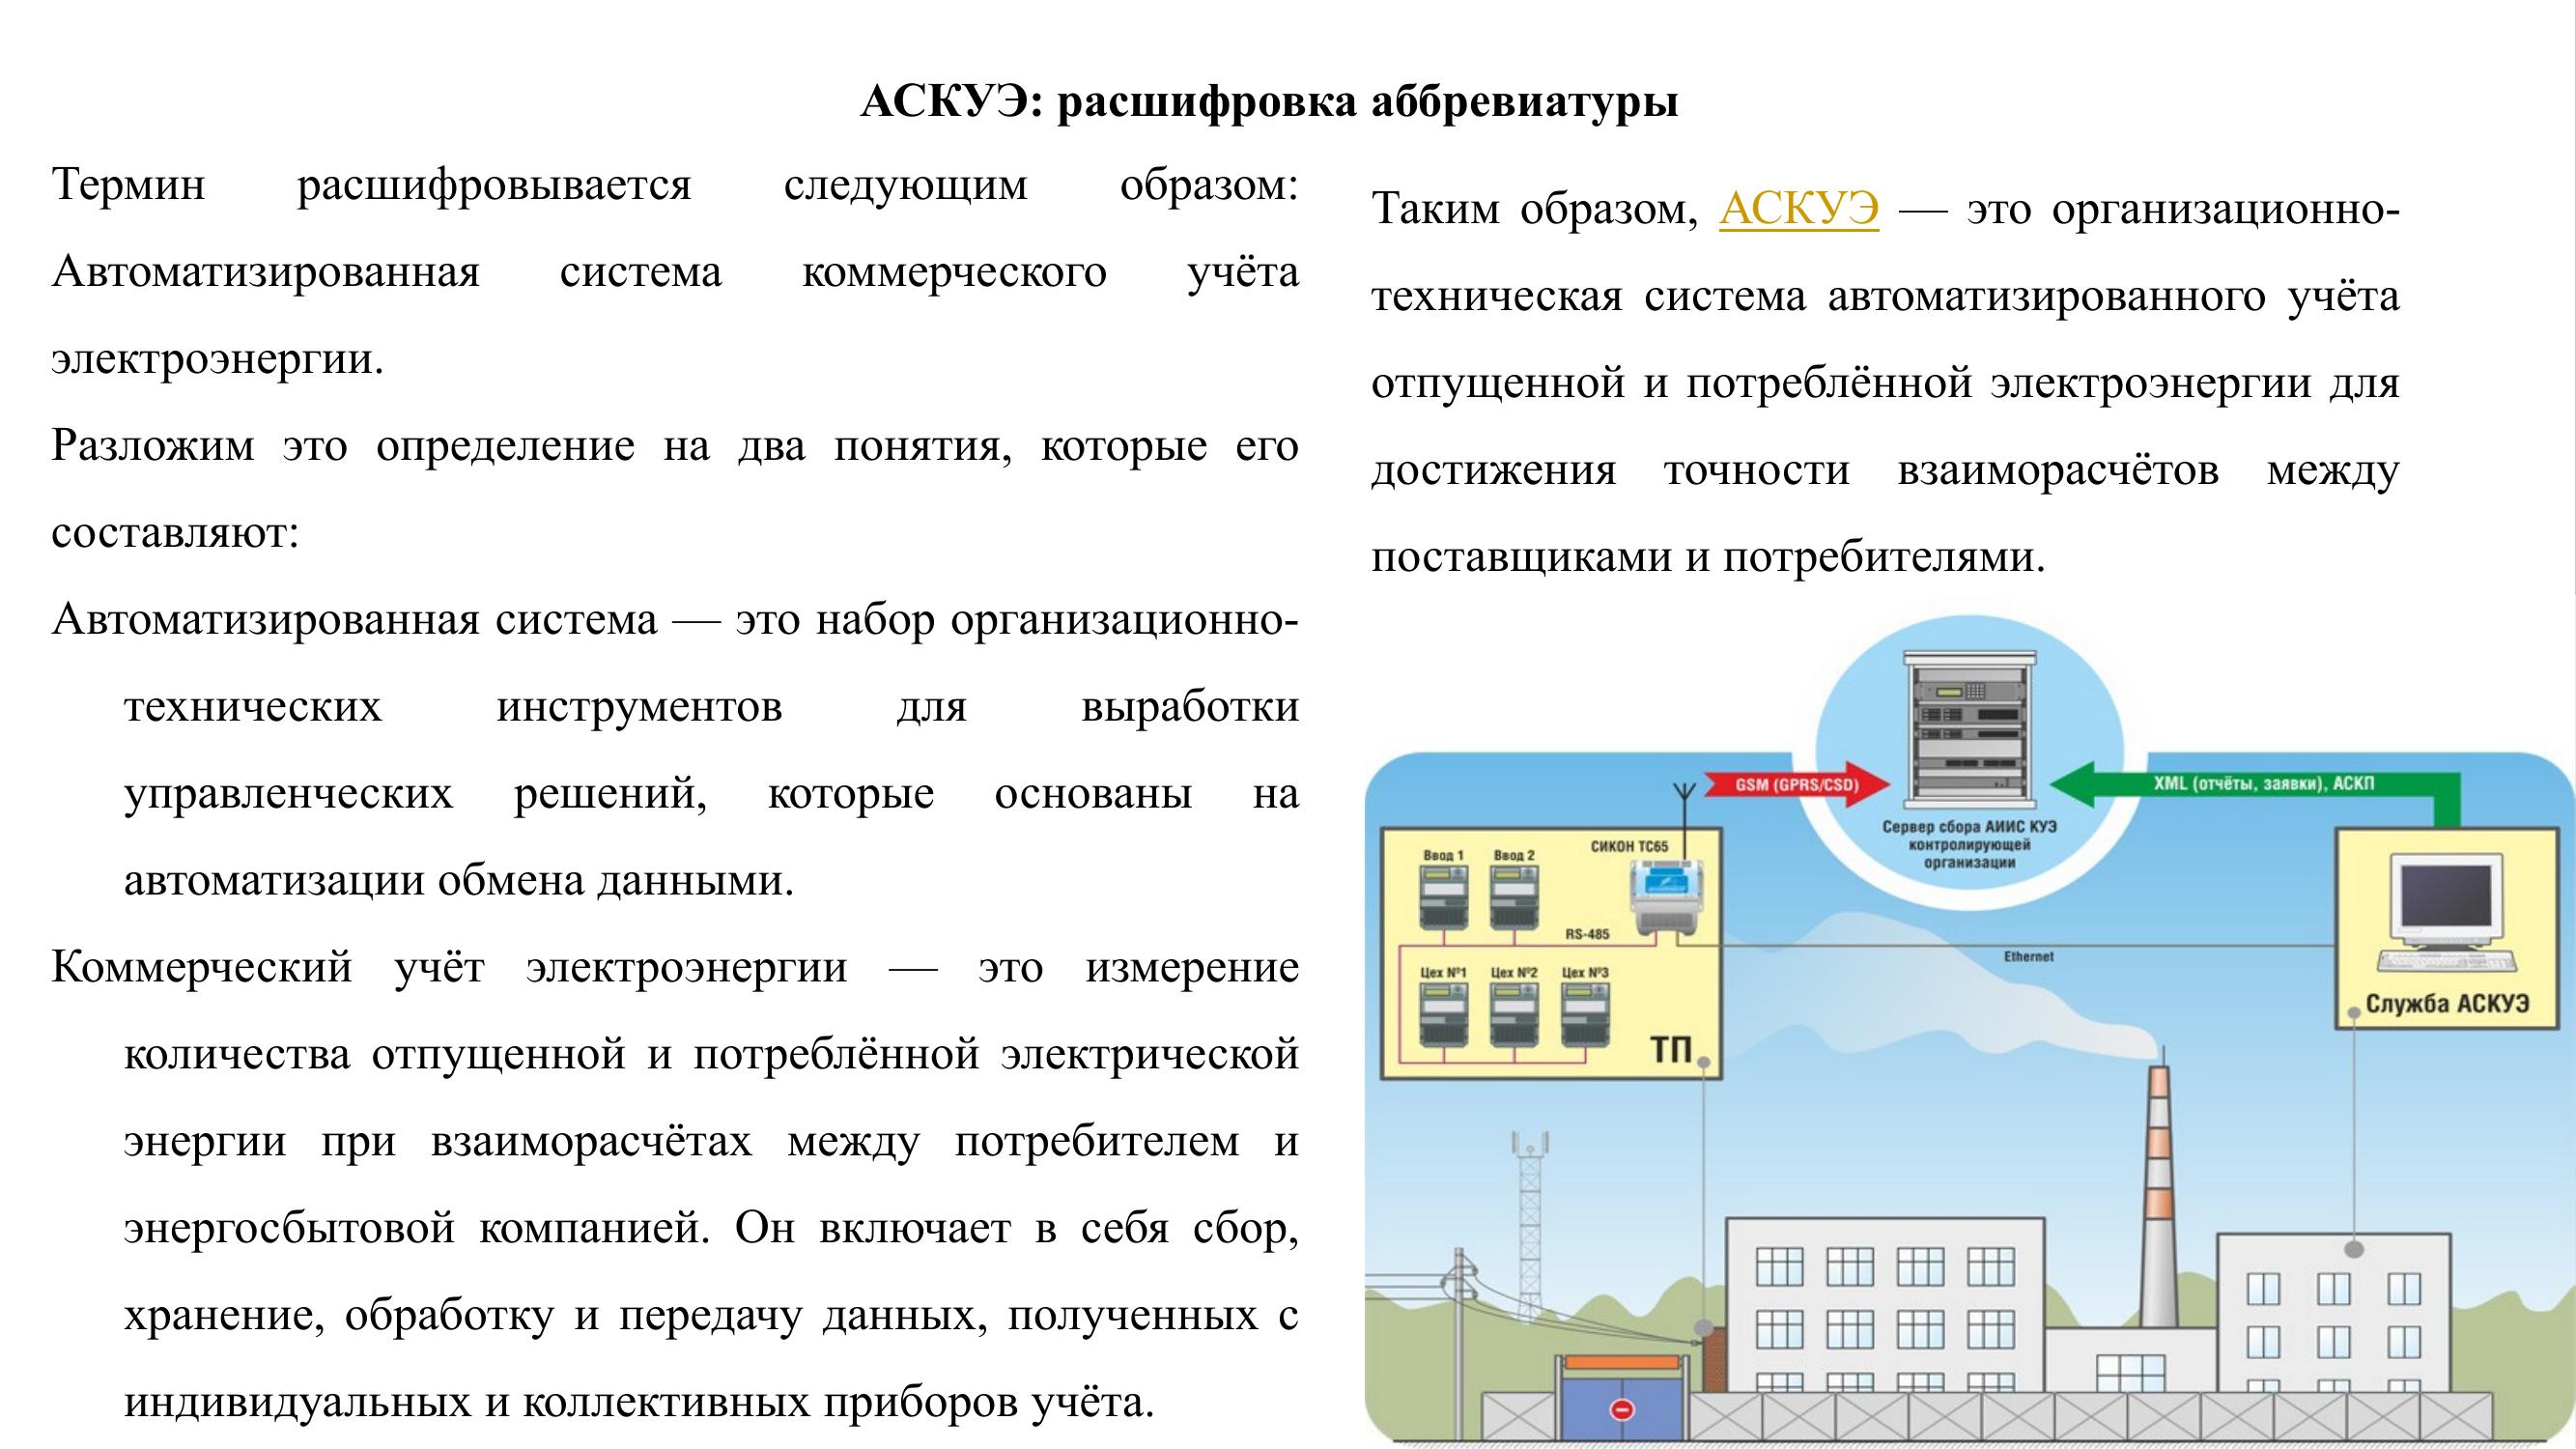 АСКУЭ: расшифровка аббревиатуры
Термин расшифровывается следующим образом:
Автоматизированная система коммерческого учёта
электроэнергии.
Разложим это определение на два понятия, которые его
составляют:
Автоматизированная система — это набор организационно-
технических инструментов для выработки
управленческих решений, которые основаны на
автоматизации обмена данными.
Коммерческий учёт электроэнергии — это измерение
количества отпущенной и потреблённой электрической
энергии при взаиморасчётах между потребителем и
энергосбытовой компанией. Он включает в себя сбор,
хранение, обработку и передачу данных, полученных с
индивидуальных и коллективных приборов учёта.
Таким образом, АСКУЭ — это организационно-
техническая система автоматизированного учёта
отпущенной и потреблённой электроэнергии для
достижения точности взаиморасчётов между
поставщиками и потребителями.
GSM (GPRS/CSD)
XML (отчёты, заявки), АСКП
Сервер сбора АИИС КУЭ
контролирующей
организации
Ввод 1
Ввод 2
СИКОН ТС65
RS-485
Цех №1
Цех №2
Цех №3
ТП
Ethernet
Служба АСКУЭ